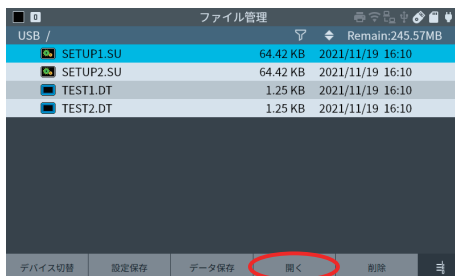 0 ファイル管理
USB / Remain:245.57MB
SETUP1.SU 64.42 KB 2021/11/19 16:10
SETUP2.SU 64.42 KB 2021/11/19 16:10
TEST1.DT 1.25 KB 2021/11/19 16:10
TEST2.DT 1.25 KB 2021/11/19 16:10
デバイス切替 設定保存 データ保存 開く 削除